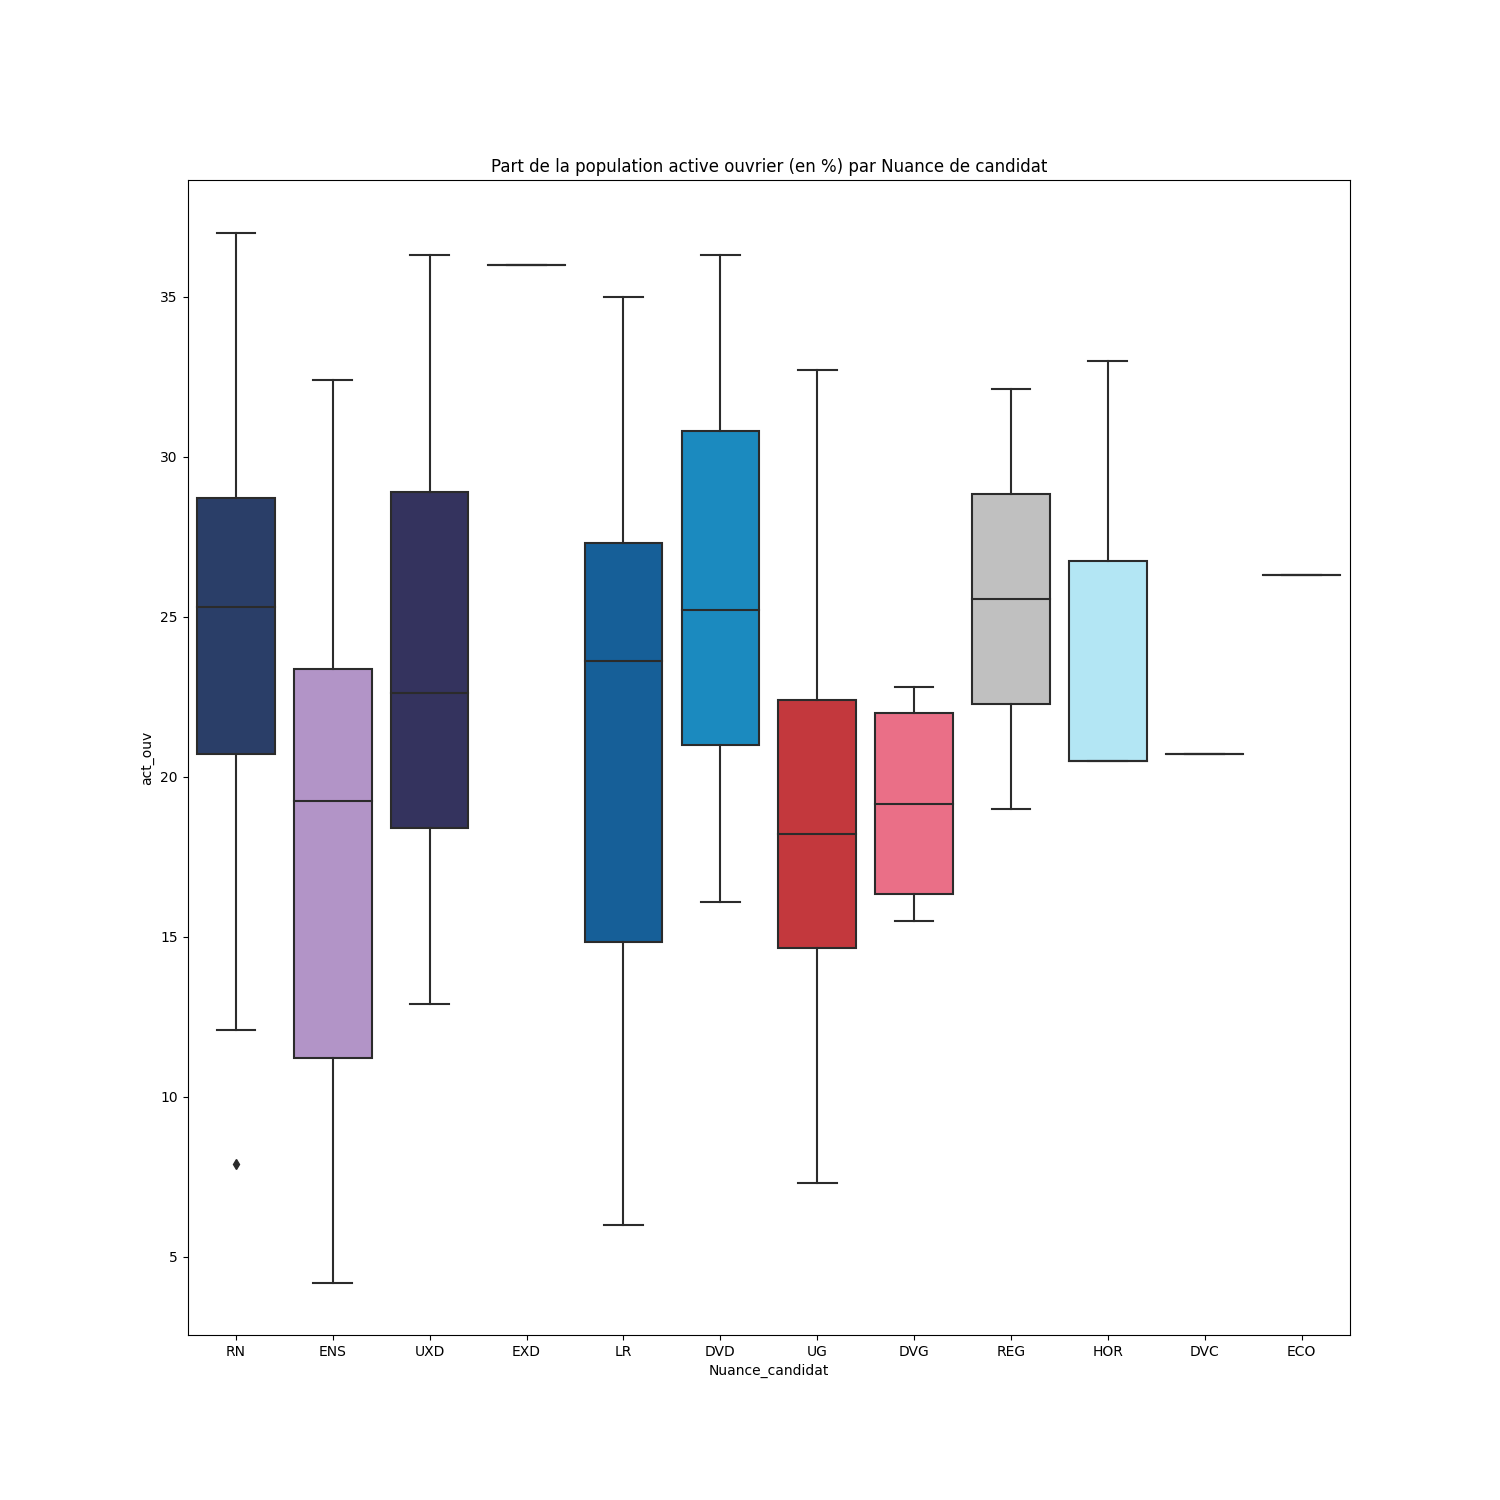 Part de la population active ouvrier (en %) par Nuance de candidat
act_ouv
35
30
25
20
15
10
5
RN ENS UXD EXD LR DVD UG DVG REG HOR DVC ECO
Nuance_candidat